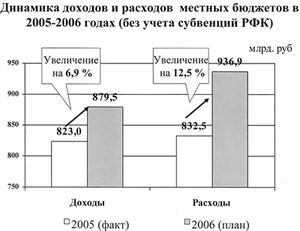 Динамика доходов и расходов местных бюджетов в
2005-2006 годах (без учета субвенций РФК)
млрд. руб
950
900
850
800
750
Увеличение
на 6,9 %
Увеличение
на 12,5 %
823,0
879,5
832,5
936,9
Доходы
Расходы
2005 (факт)
2006 (план)